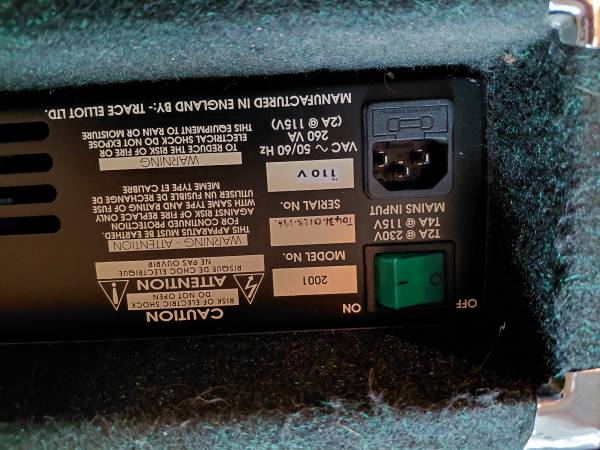 CAUTION
RISK OF ELECTRIC SHOCK
DO NOT OPEN
ATTENTION
RISQUE DE CHOC ELECTRIQUE
NE PAS OUVRIR
WARNING - ATTENTION
THIS APPARATUS MUST BE EARTHED.
FOR CONTINUED PROTECTION
AGAINST RISK OF FIRE REPLACE ONLY
WITH SAME TYPE AND RATING OF FUSE
UTILISER UN FUSIBLE DE RECHANGE DE
MEME TYPE ET CALIBRE
WARNING
TO REDUCE THE RISK OF FIRE OR
ELECTRICAL SHOCK DO NOT EXPOSE
THIS EQUIPMENT TO RAIN OR MOISTURE
MODEL NO.
2001
SERIAL No.
VAC ~ 50/60 Hz
110 V
260 VA
(2A @ 115V)
MANUFACTURED IN ENGLAND BY:- TRACE ELLIOT LTD.
OFF
ON
MAINS INPUT
T2A @ 230V
T4A @ 115V